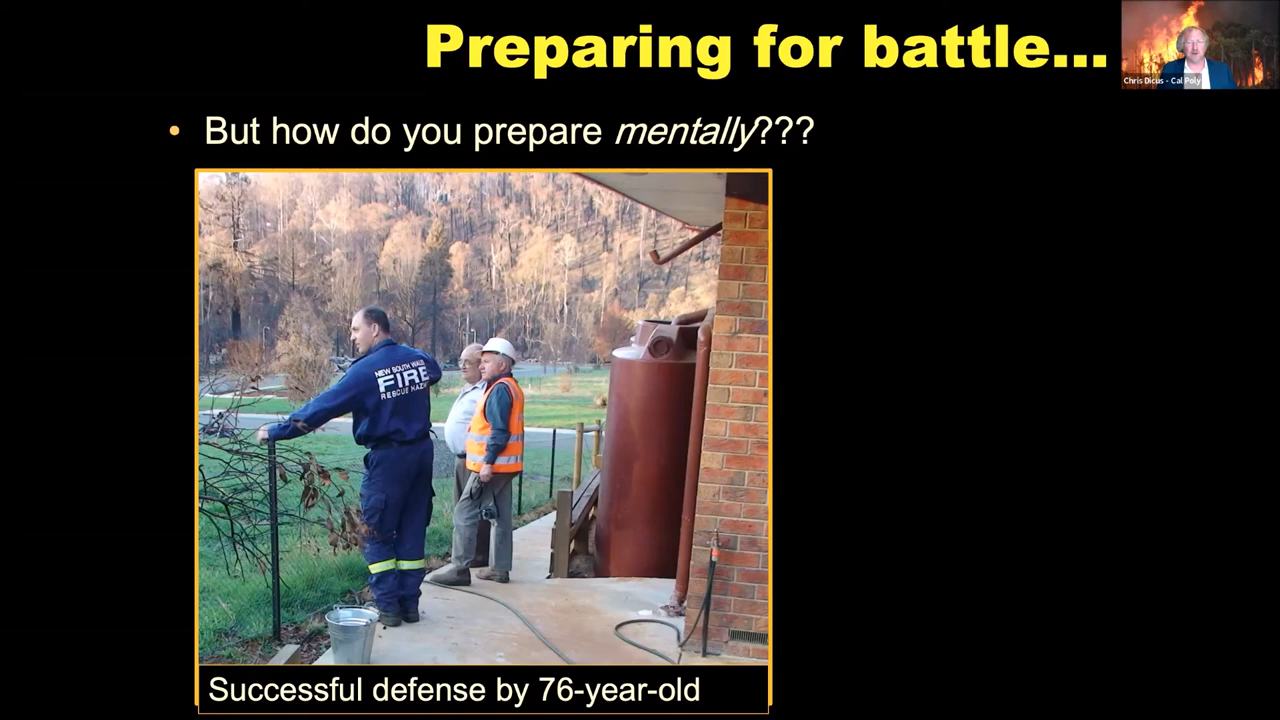 Preparing for battle...
Chris Dicus - Cal Poly
• But how do you prepare mentally???
NEW SOUTH WALES
FIRE
RESCUE HAZMAT
Successful defense by 76-year-old